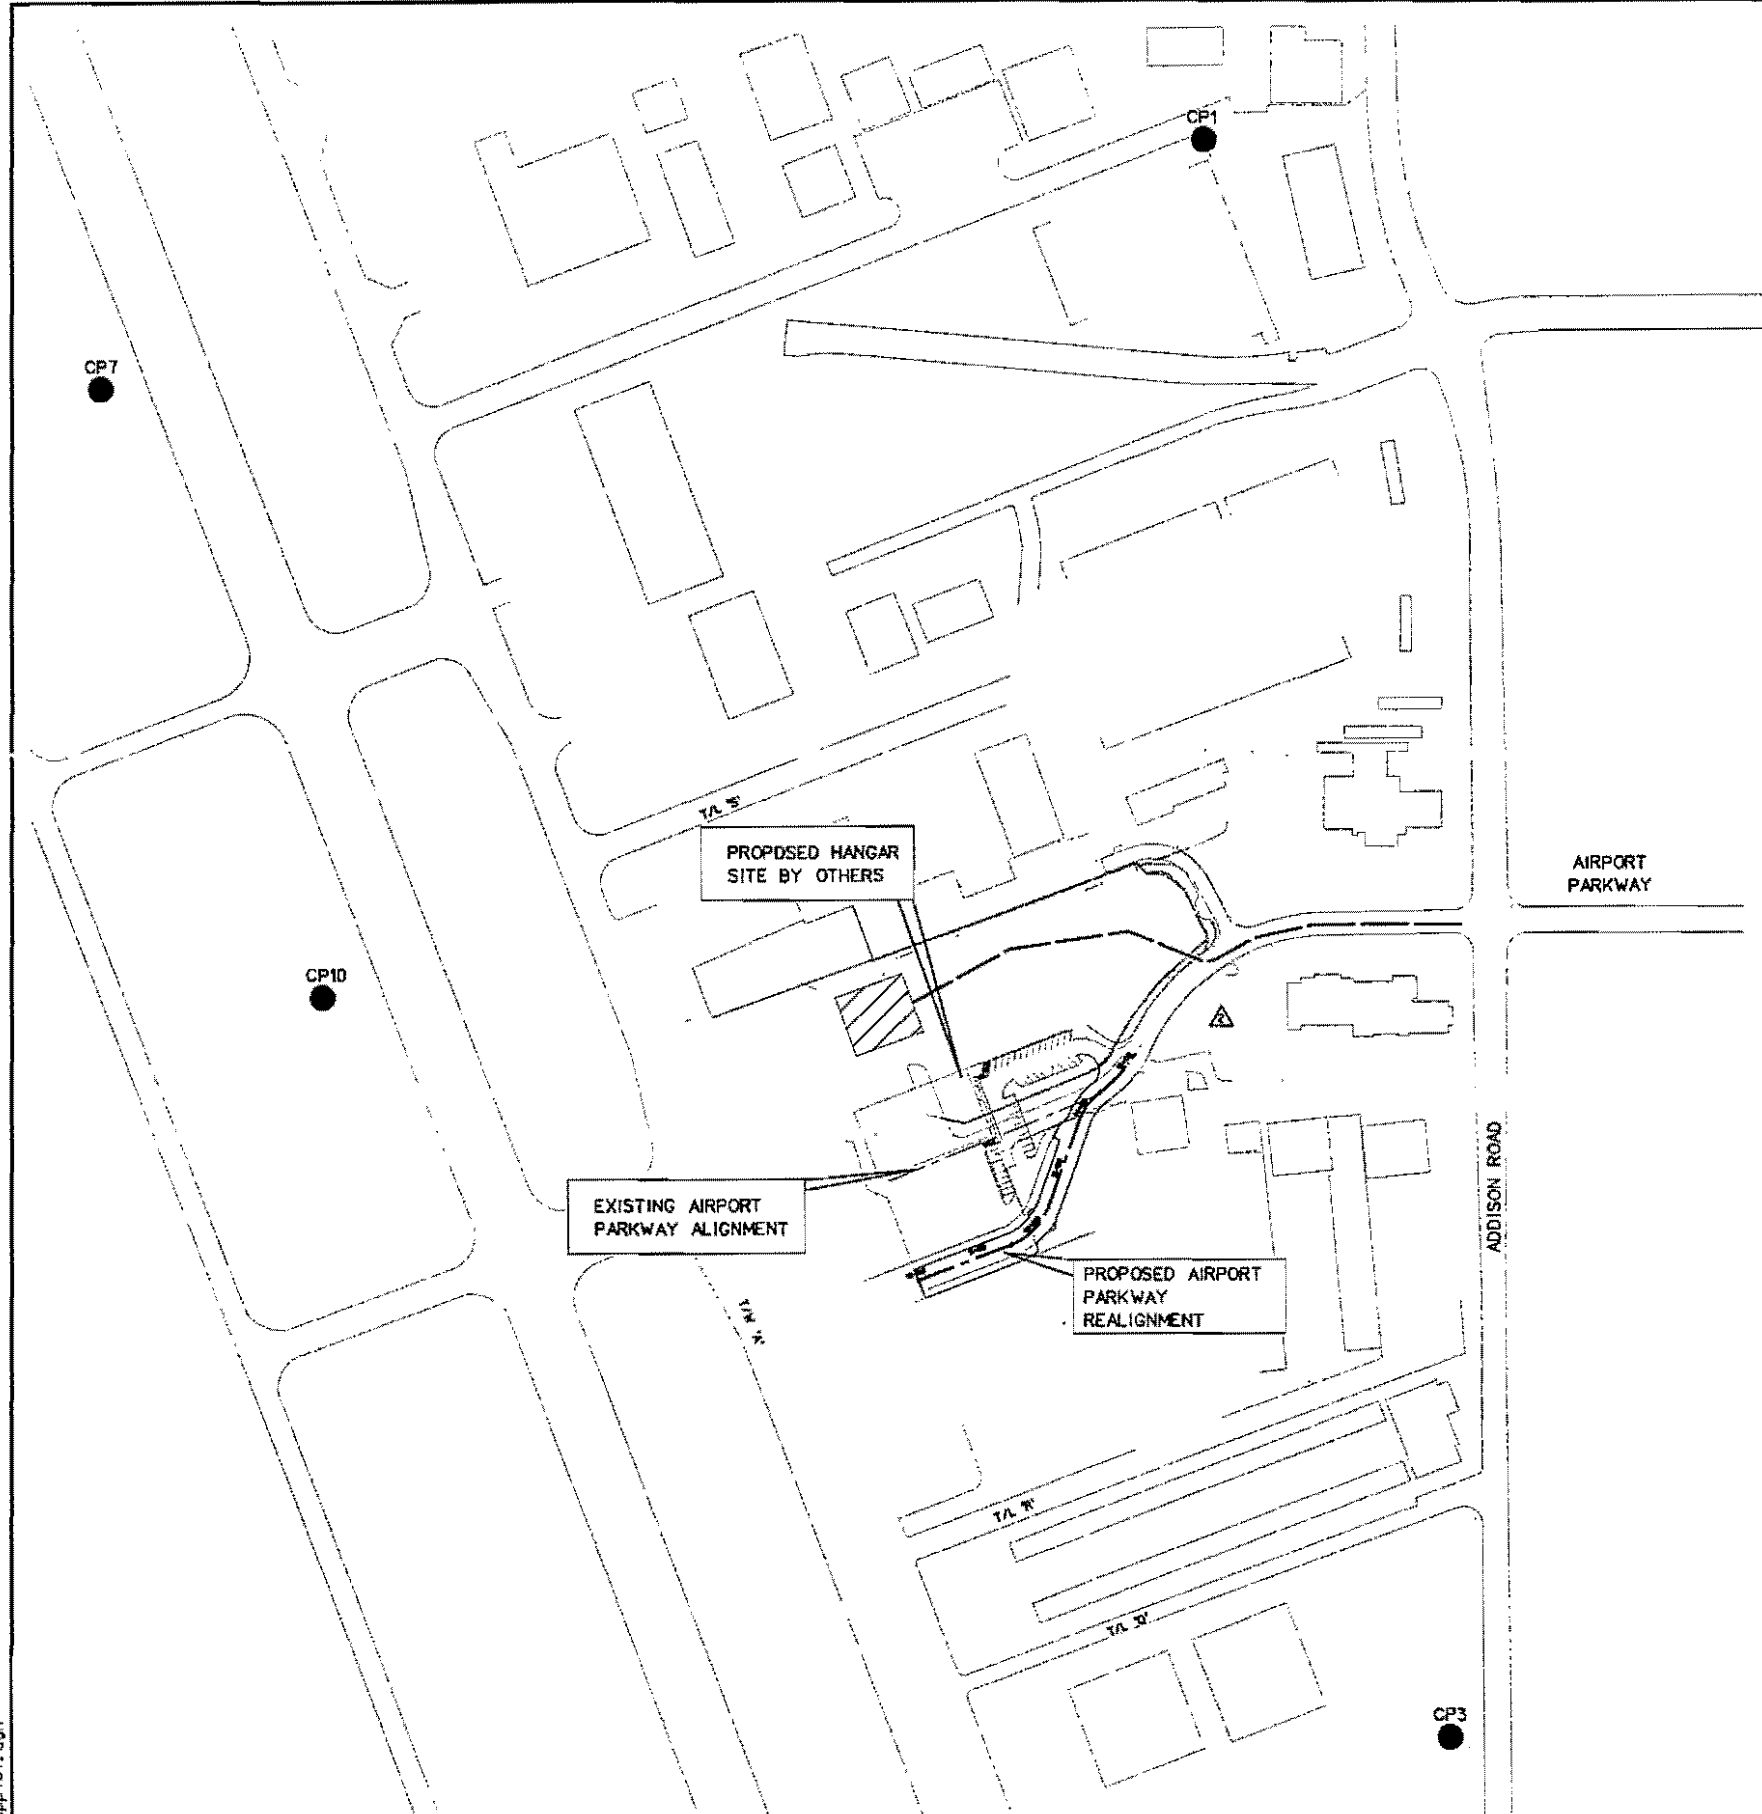 CP1
CP7
T/L 'S'
PROPOSED HANGAR
SITE BY OTHERS
AIRPORT
PARKWAY
CP10
2
ADDISON ROAD
EXISTING AIRPORT
PARKWAY ALIGNMENT
PROPOSED AIRPORT
PARKWAY
REALIGNMENT
T/W 'A'
T/L 'R'
T/L 'Q'
CP3